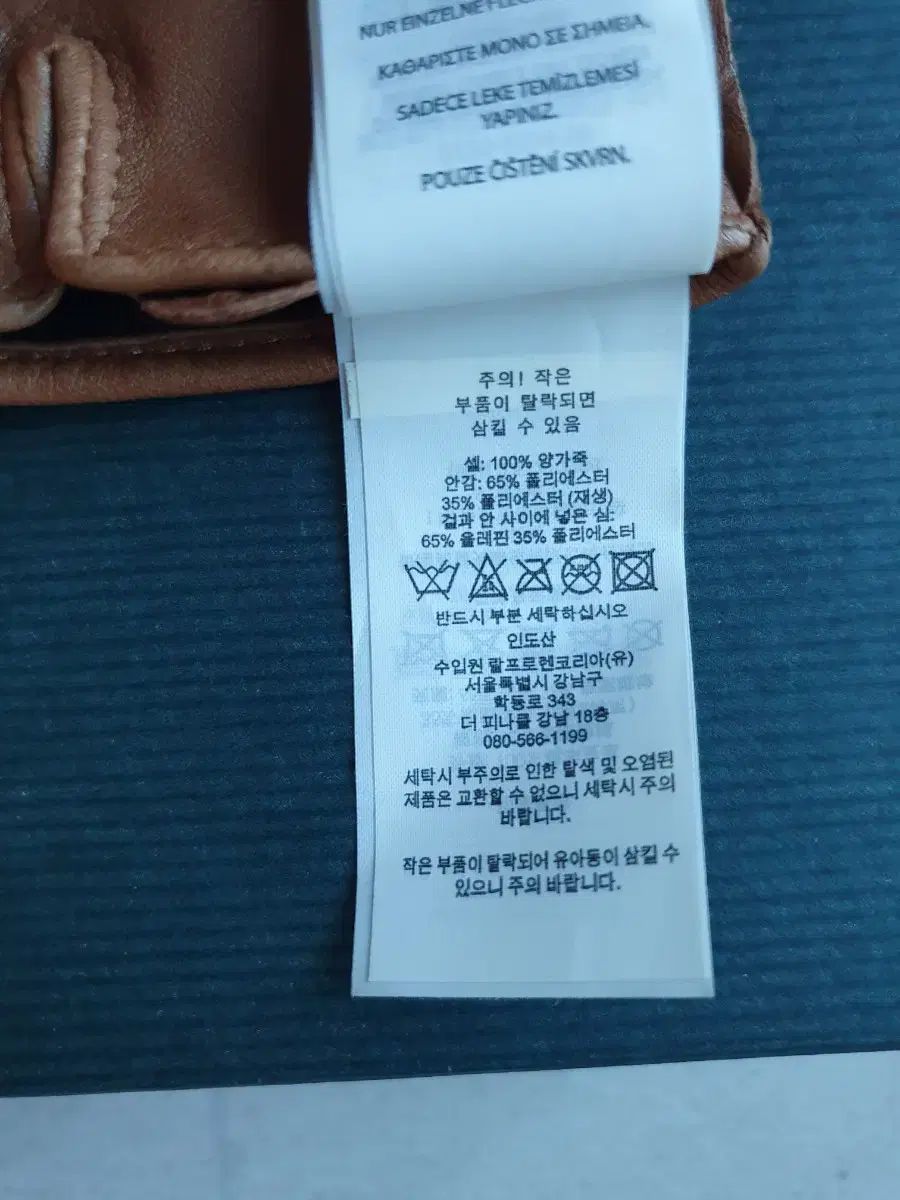 NUR EINZELNE
ΚΑΘΑΡΙΣΤΕ ΜΟΝΟ ΣΕ ΣΗΜΕΙΑ.
SADECE LEKE TEMİZLEMESİ
YAPINIZ.
POUZE ČIŠTĚNÍ SKVRN.
주의! 작은
부품이 탈락되면
삼킬 수 있음
셀: 100% 양가죽
안감: 65% 폴리에스터
35% 폴리에스터 (재생)
겉과 안 사이에 넣은 심:
65% 올레핀 35% 폴리에스터
반드시 부분 세탁하십시오
인도산
수입원 랄프로렌코리아(유)
서울특별시 강남구
학동로 343
더 피나클 강남 18층
080-566-1199
세탁시 부주의로 인한 탈색 및 오염된
제품은 교환할 수 없으니 세탁시 주의
바랍니다.
작은 부품이 탈락되어 유아동이 삼킬 수
있으니 주의 바랍니다.